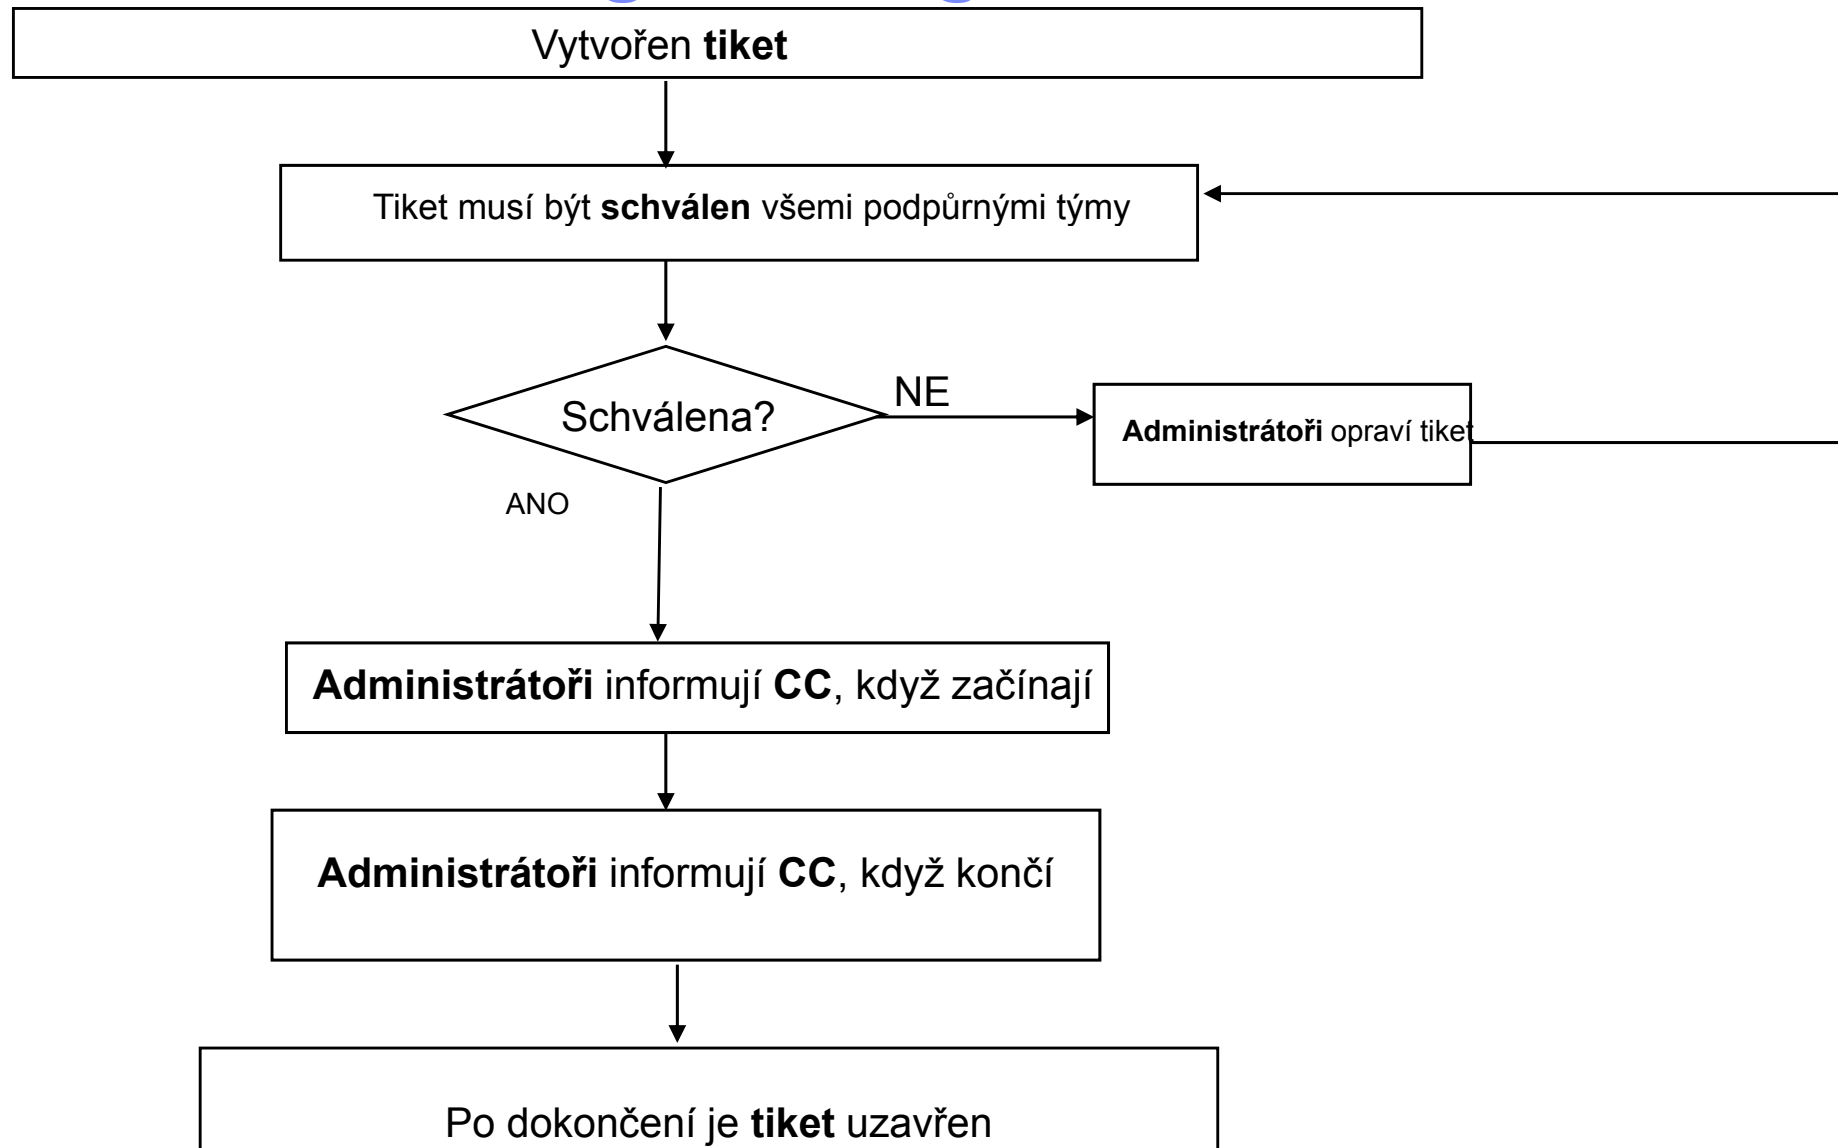 Vytvořen tiket
Tiket musí být schválen všemi podpůrnými týmy
Schválena?
NE
Administrátoři opraví tiket
ANO
Administrátoři informují CC, když začínají
Administrátoři informují CC, když končí
Po dokončení je tiket uzavřen